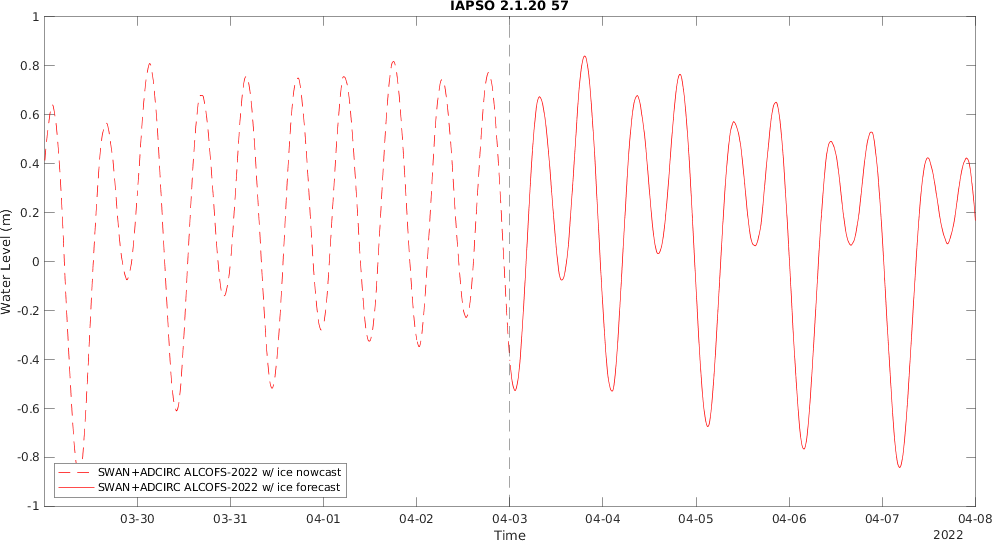 IAPSO 2.1.20 57
1
0.8
0.6
0.4
0.2
0
-0.2
-0.4
-0.6
-0.8
-1
Water Level (m)
SWAN+ADCIRC ALCOFS-2022 w/ ice nowcast
SWAN+ADCIRC ALCOFS-2022 w/ ice forecast
03-30 03-31 04-01 04-02 04-03 04-04 04-05 04-06 04-07 04-08
Time
2022